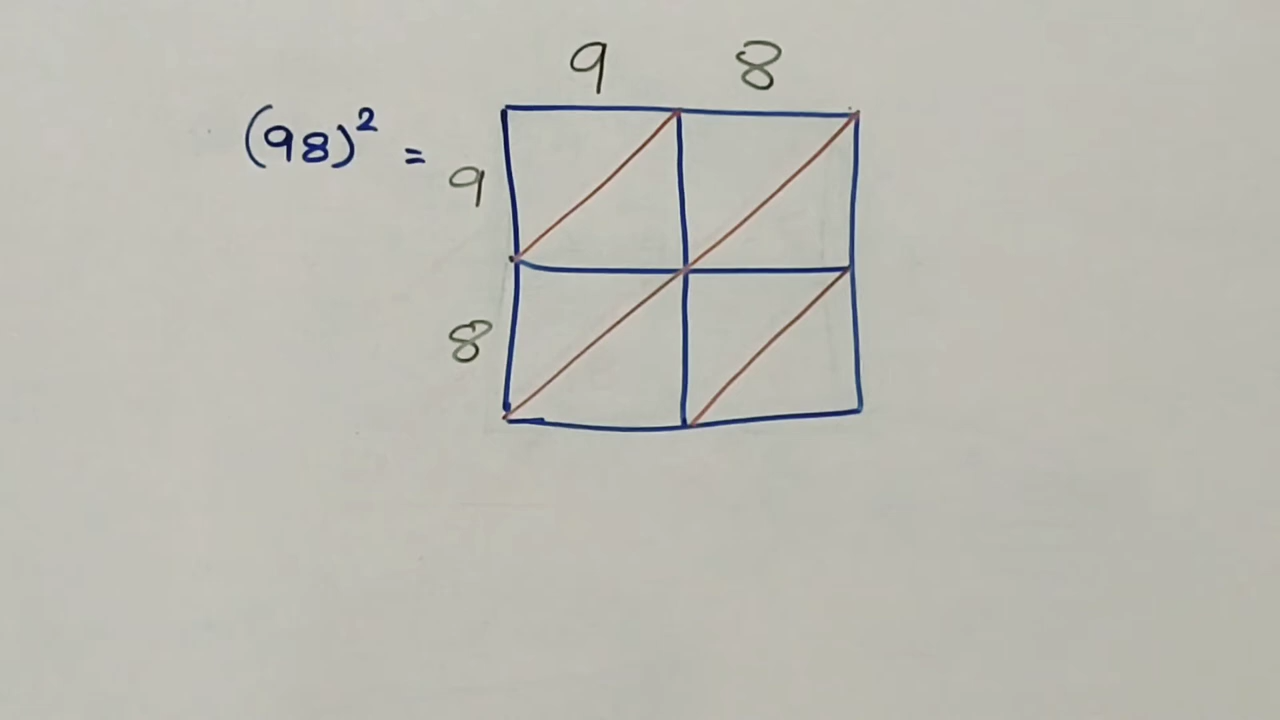 9 8
(98)² =
9
8